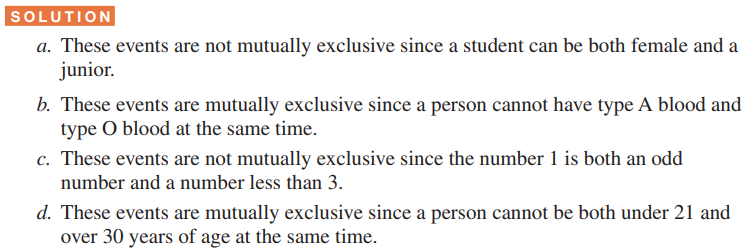 SOLUTION
a. These events are not mutually exclusive since a student can be both female and a
junior.
b. These events are mutually exclusive since a person cannot have type A blood and
type O blood at the same time.
c. These events are not mutually exclusive since the number 1 is both an odd
number and a number less than 3.
d. These events are mutually exclusive since a person cannot be both under 21 and
over 30 years of age at the same time.